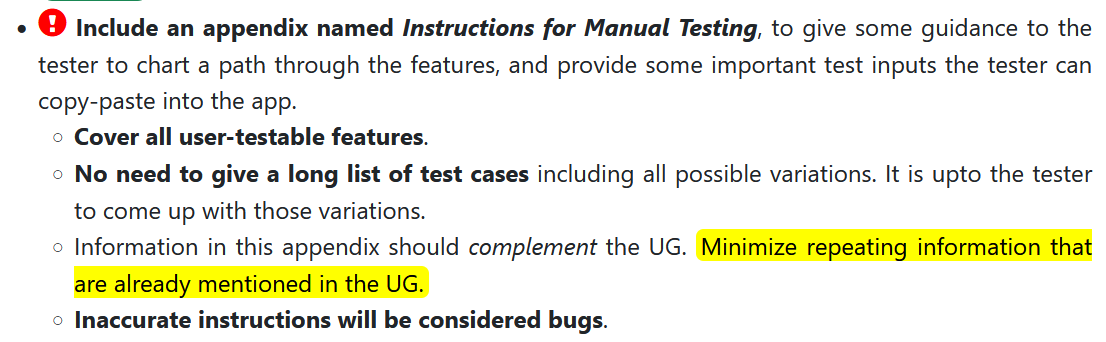 • ! Include an appendix named Instructions for Manual Testing, to give some guidance to the
tester to chart a path through the features, and provide some important test inputs the tester can
copy-paste into the app.
◦ Cover all user-testable features.
◦ No need to give a long list of test cases including all possible variations. It is upto the tester
to come up with those variations.
◦ Information in this appendix should complement the UG. Minimize repeating information that
are already mentioned in the UG.
◦ Inaccurate instructions will be considered bugs.